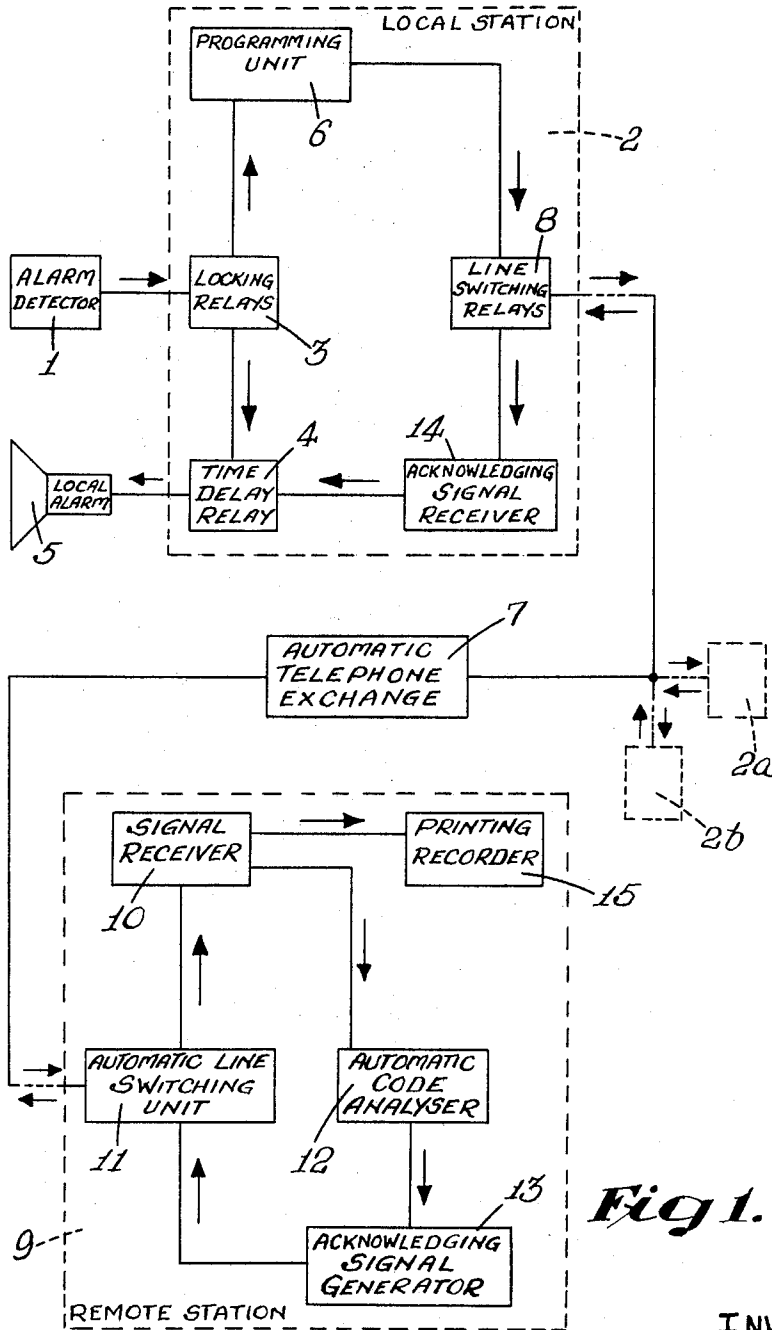 LOCAL STATION
PROGRAMMING
UNIT
6
2
8
ALARM
DETECTOR
1
LOCKING
RELAYS
3
LINE
SWITCHING
RELAYS
4
14
TIME
DELAY
RELAY
ACKNOWLEDGING
SIGNAL
RECEIVER
LOCAL
ALARM
5
7
AUTOMATIC
TELEPHONE
EXCHANGE
2a
2b
SIGNAL
RECEIVER
10
PRINTING
RECORDER
15
AUTOMATIC LINE
SWITCHING
UNIT
11
AUTOMATIC
CODE
ANALYSER
12
13
ACKNOWLEDGING
SIGNAL
GENERATOR
9
REMOTE STATION
Fig 1.